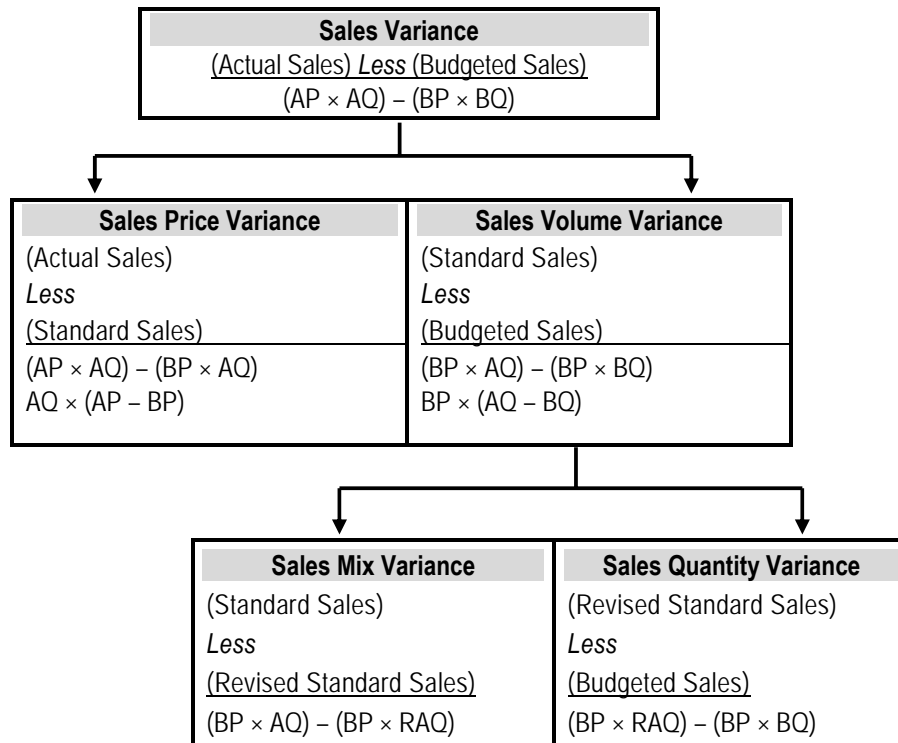 Sales Variance
(Actual Sales) Less (Budgeted Sales)
(AP × AQ) – (BP × BQ)
Sales Price Variance
(Actual Sales)
Less
(Standard Sales)
(AP × AQ) – (BP × AQ)
AQ × (AP – BP)
Sales Volume Variance
(Standard Sales)
Less
(Budgeted Sales)
(BP × AQ) – (BP × BQ)
BP × (AQ – BQ)
Sales Mix Variance
(Standard Sales)
Less
(Revised Standard Sales)
(BP × AQ) – (BP × RAQ)
Sales Quantity Variance
(Revised Standard Sales)
Less
(Budgeted Sales)
(BP × RAQ) – (BP × BQ)